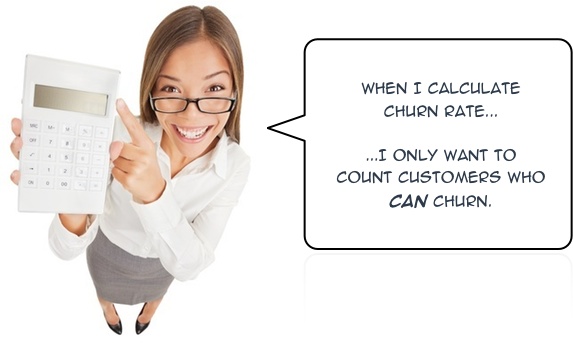 WHEN I CALCULATE
CHURN RATE...
...I ONLY WANT TO
COUNT CUSTOMERS WHO
CAN CHURN.